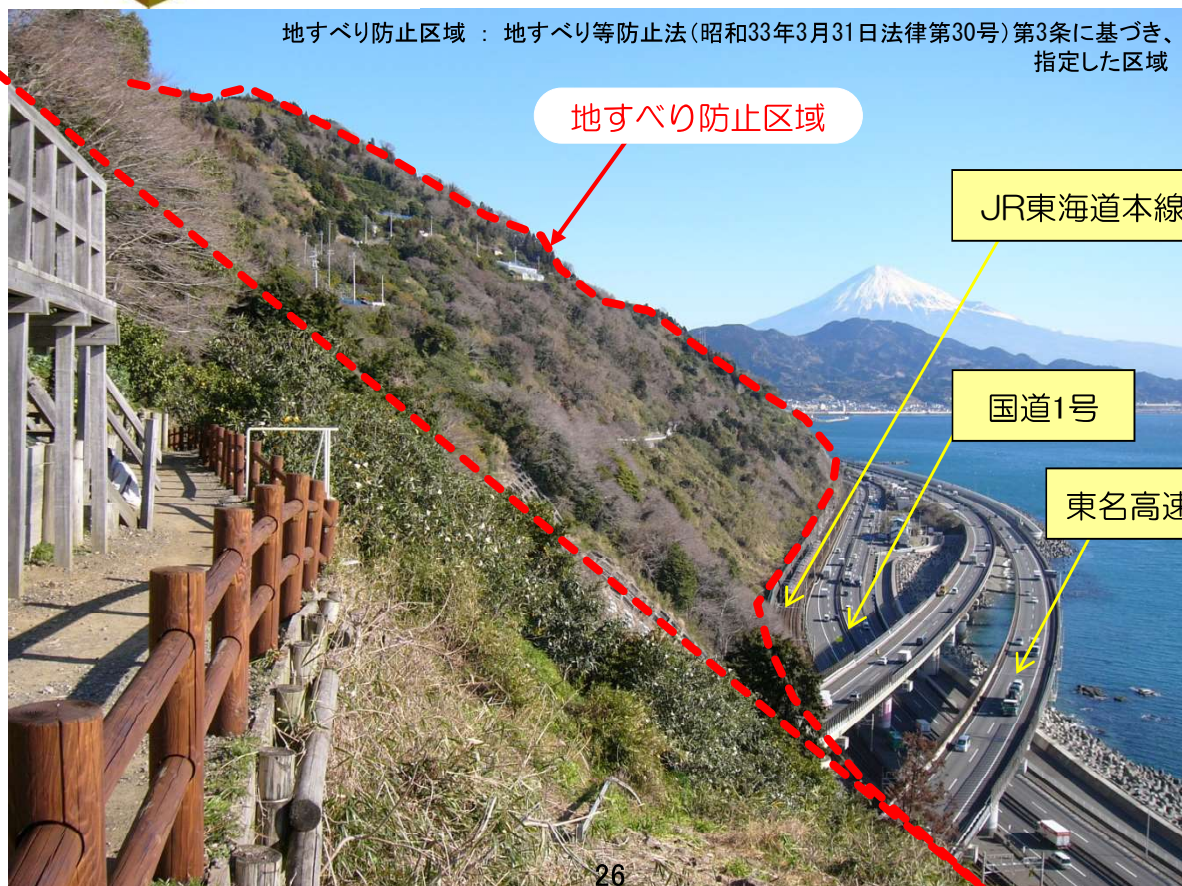 地すべり防止区域 ： 地すべり等防止法(昭和33年3月31日法律第30号)第3条に基づき、
指定した区域
地すべり防止区域
JR東海道本線
国道1号
東名高速
26